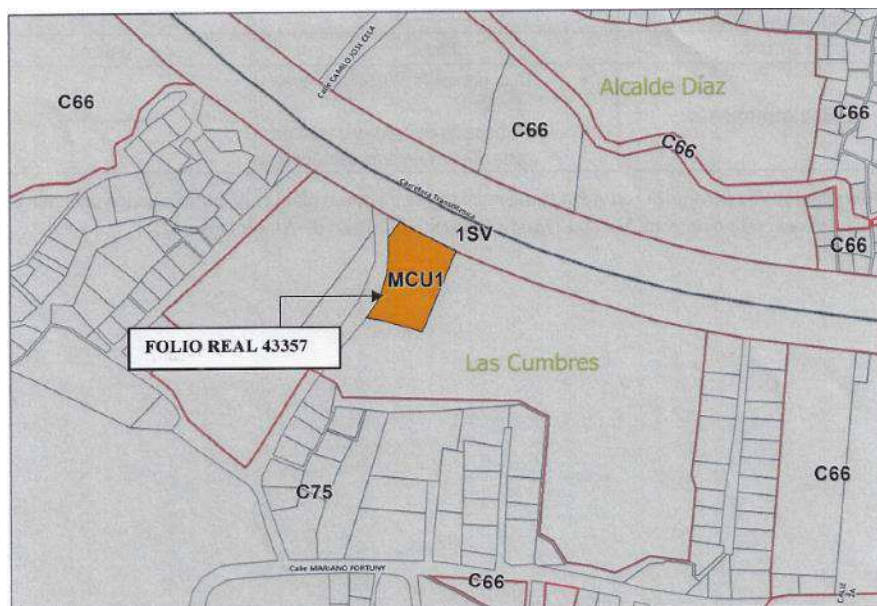 Calle CAMILO JOSE CELA
Alcalde Díaz
C66
C66
C66
C66
Carretera Transístmica
1SV
C66
MCU1
FOLIO REAL 43357
Las Cumbres
C66
C75
Calle MARIANO FORTUNY
C66